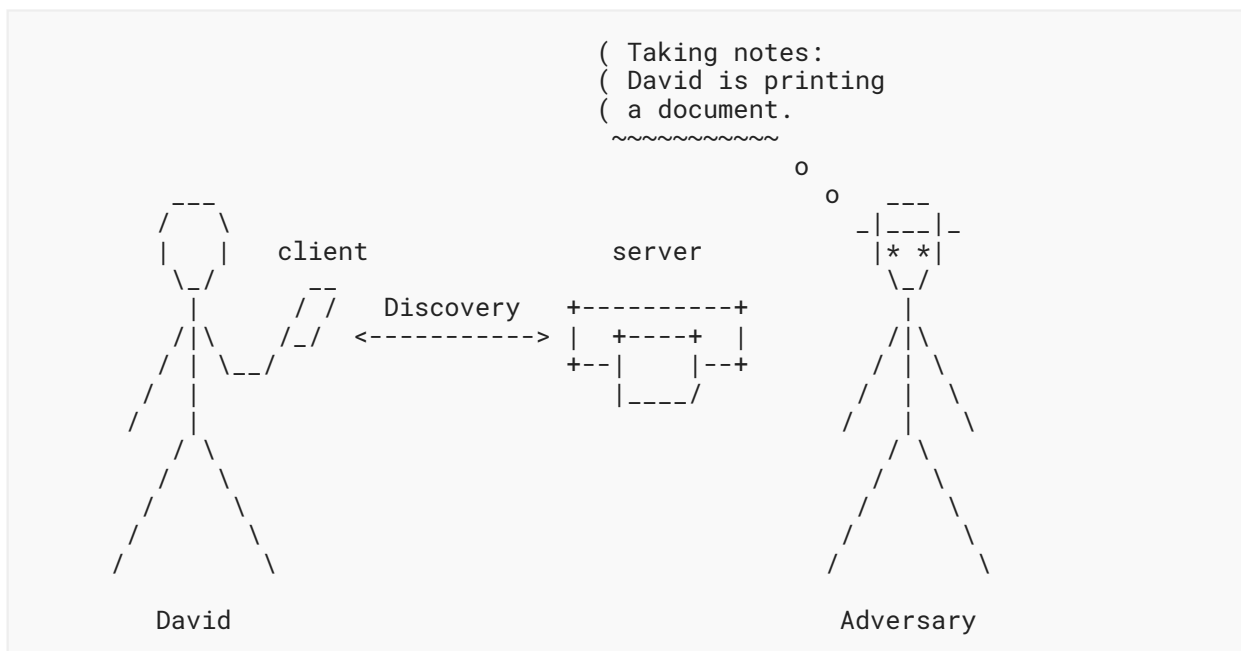 ( Taking notes:
( David is printing
( a document.
client
server
Discovery
David
Adversary